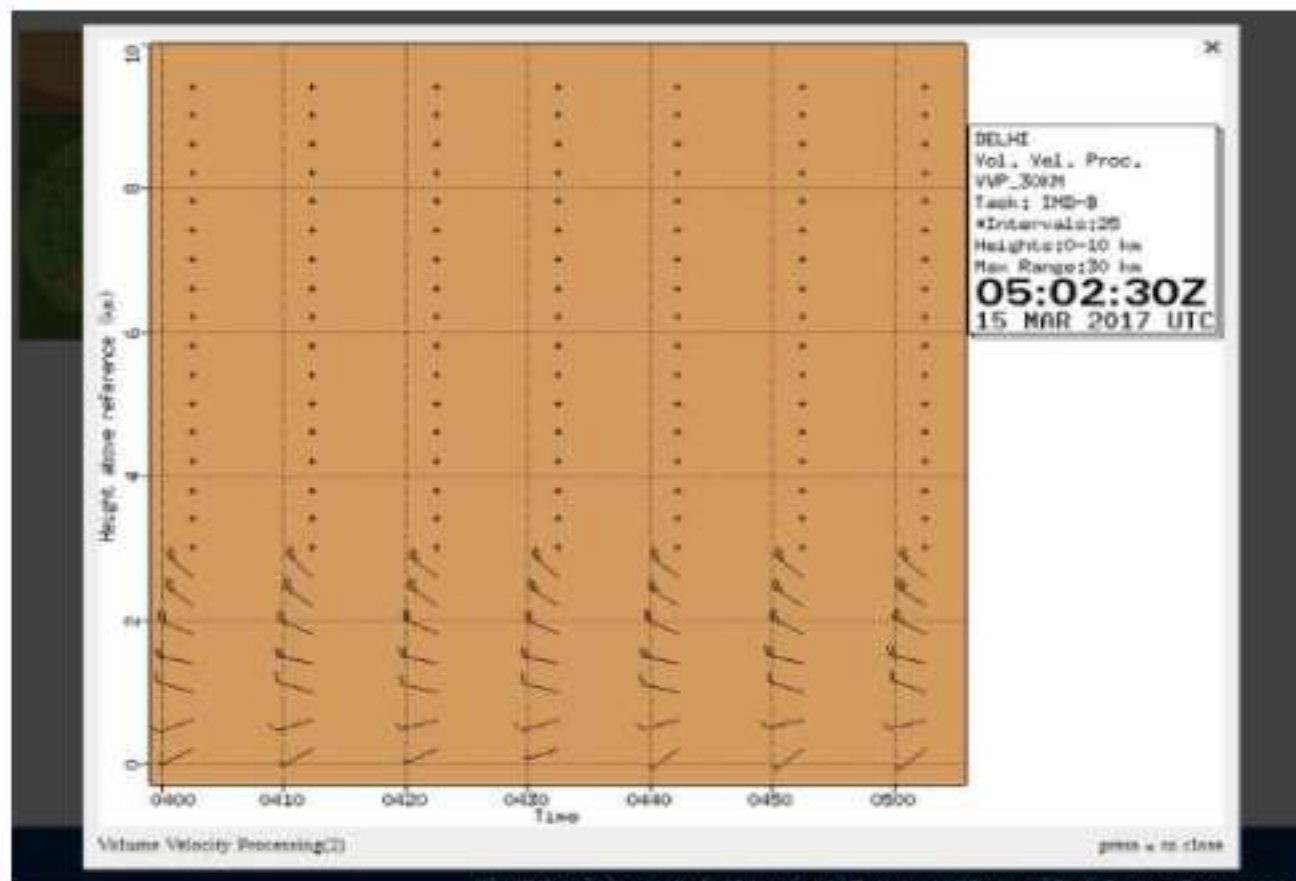 ×
10
8
6
4
2
0
Height above reference (km)
0400 0410 0420 0430 0440 0450 0500
Time
DELHI
Vol. Vel. Proc.
VVP_30KM
Task: IMD-B
#Intervals:25
Heights:0-10 km
Max Range:30 km
05:02:30Z
15 MAR 2017 UTC
Volume Velocity Processing(2)
press x to close